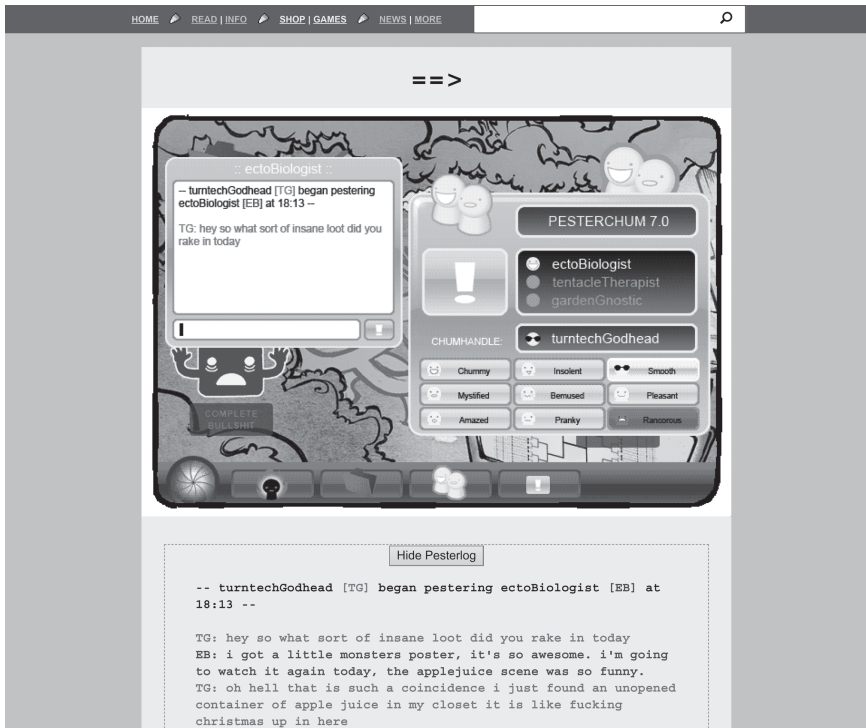 HOME READ | INFO SHOP | GAMES NEWS | MORE
==>
:: ectoBiologist ::
-- turntechGodhead [TG] began pestering
ectoBiologist [EB] at 18:13 --
TG: hey so what sort of insane loot did you
rake in today
COMPLETE
BULLSHIT
PESTERCHUM 7.0
ectoBiologist
tentacleTherapist
gardenGnostic
CHUMHANDLE:
turntechGodhead
Chummy Insolent Smooth
Mystified Bemused Pleasant
Amazed Pranky Rancorous
Hide Pesterlog
-- turntechGodhead [TG] began pestering ectoBiologist [EB] at
18:13 --
TG: hey so what sort of insane loot did you rake in today
EB: i got a little monsters poster, it's so awesome. i'm going
to watch it again today, the applejuice scene was so funny.
TG: oh hell that is such a coincidence i just found an unopened
container of apple juice in my closet it is like fucking
christmas up in here